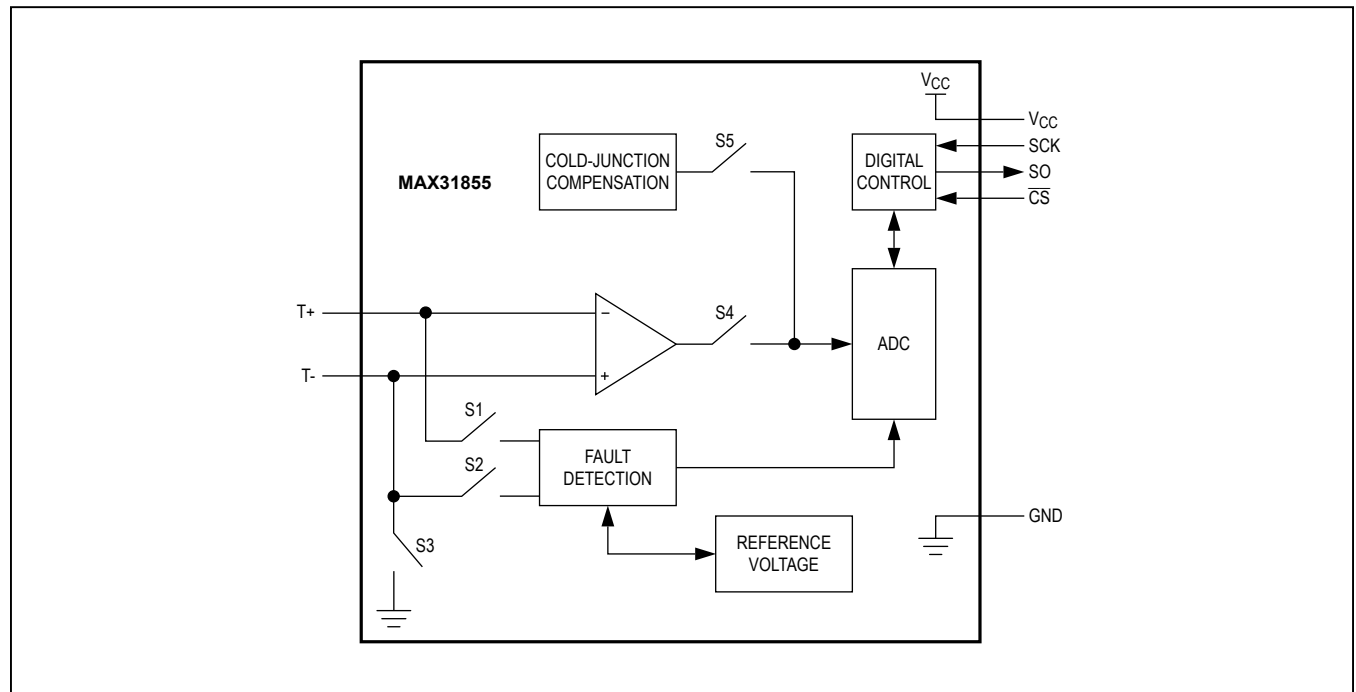 VCC
VCC
SCK
SO
CS
S5
COLD-JUNCTION
COMPENSATION
DIGITAL
CONTROL
MAX31855
S4
T+
−
ADC
T-
+
S1
FAULT
DETECTION
S2
GND
REFERENCE
VOLTAGE
S3